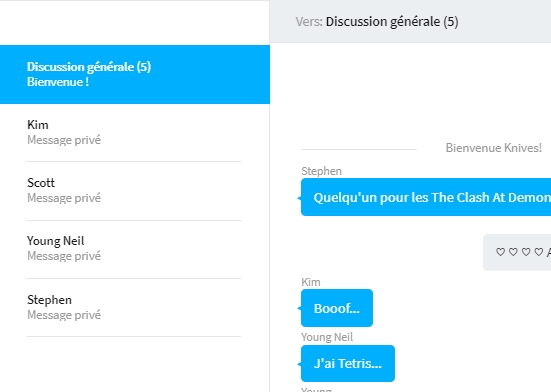 Discussion générale (5)
Bienvenue !
Kim
Message privé
Scott
Message privé
Young Neil
Message privé
Stephen
Message privé
Vers: Discussion générale (5)
Bienvenue Knives!
Stephen
Quelqu'un pour les The Clash At Demon
♡ ♡ ♡ ♡ A
Kim
Booof...
Young Neil
J'ai Tetris...
Young